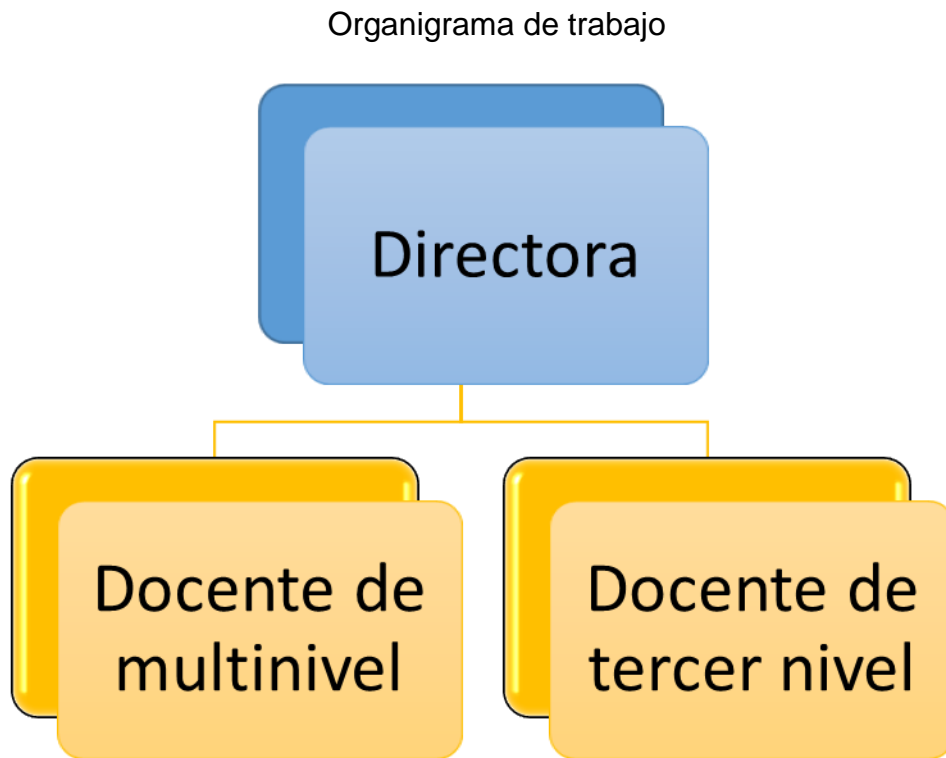 Organigrama de trabajo
Directora
Docente de
multinivel
Docente de
tercer nivel